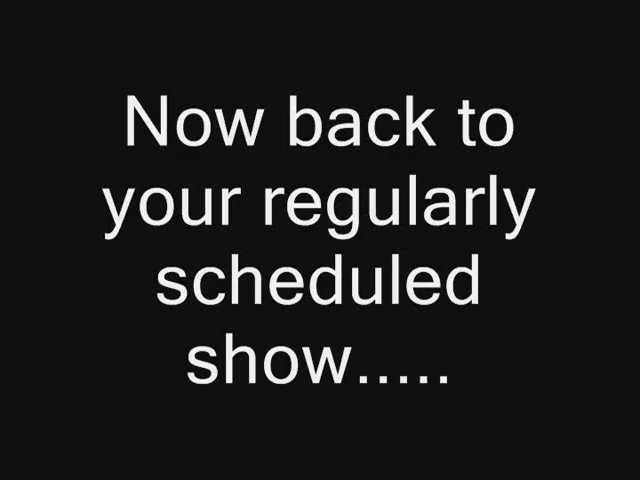 Now back to
your regularly
scheduled
show.....